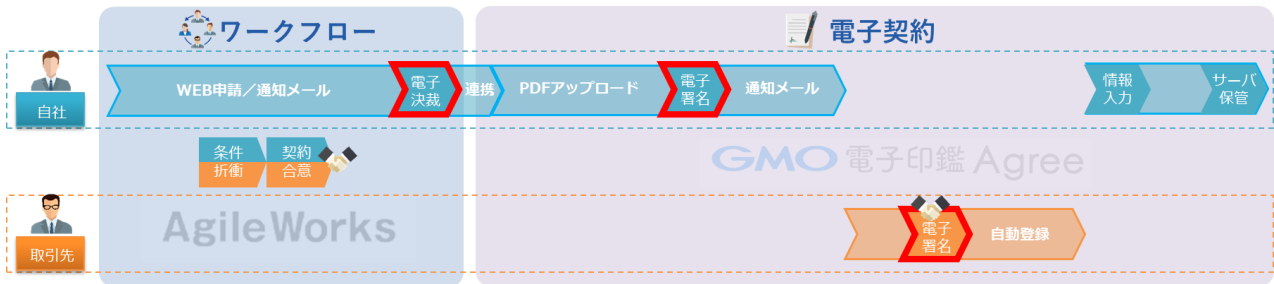 ワークフロー
電子契約
自社
WEB申請／通知メール
電子
決裁
連携
PDFアップロード
電子
署名
通知メール
情報
入力
サーバ
保管
条件
折衝
契約
合意
GMO 電子印鑑 Agree
取引先
AgileWorks
電子
署名
自動登録